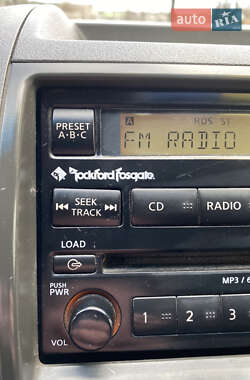 AUTO RIA
PRESET
A·B·C
A
RDS ST
FM RADIO
Rockford Fosgate
SEEK
TRACK
CD
RADIO
LOAD
MP3 / 6
PUSH
PWR
1
2
3
VOL